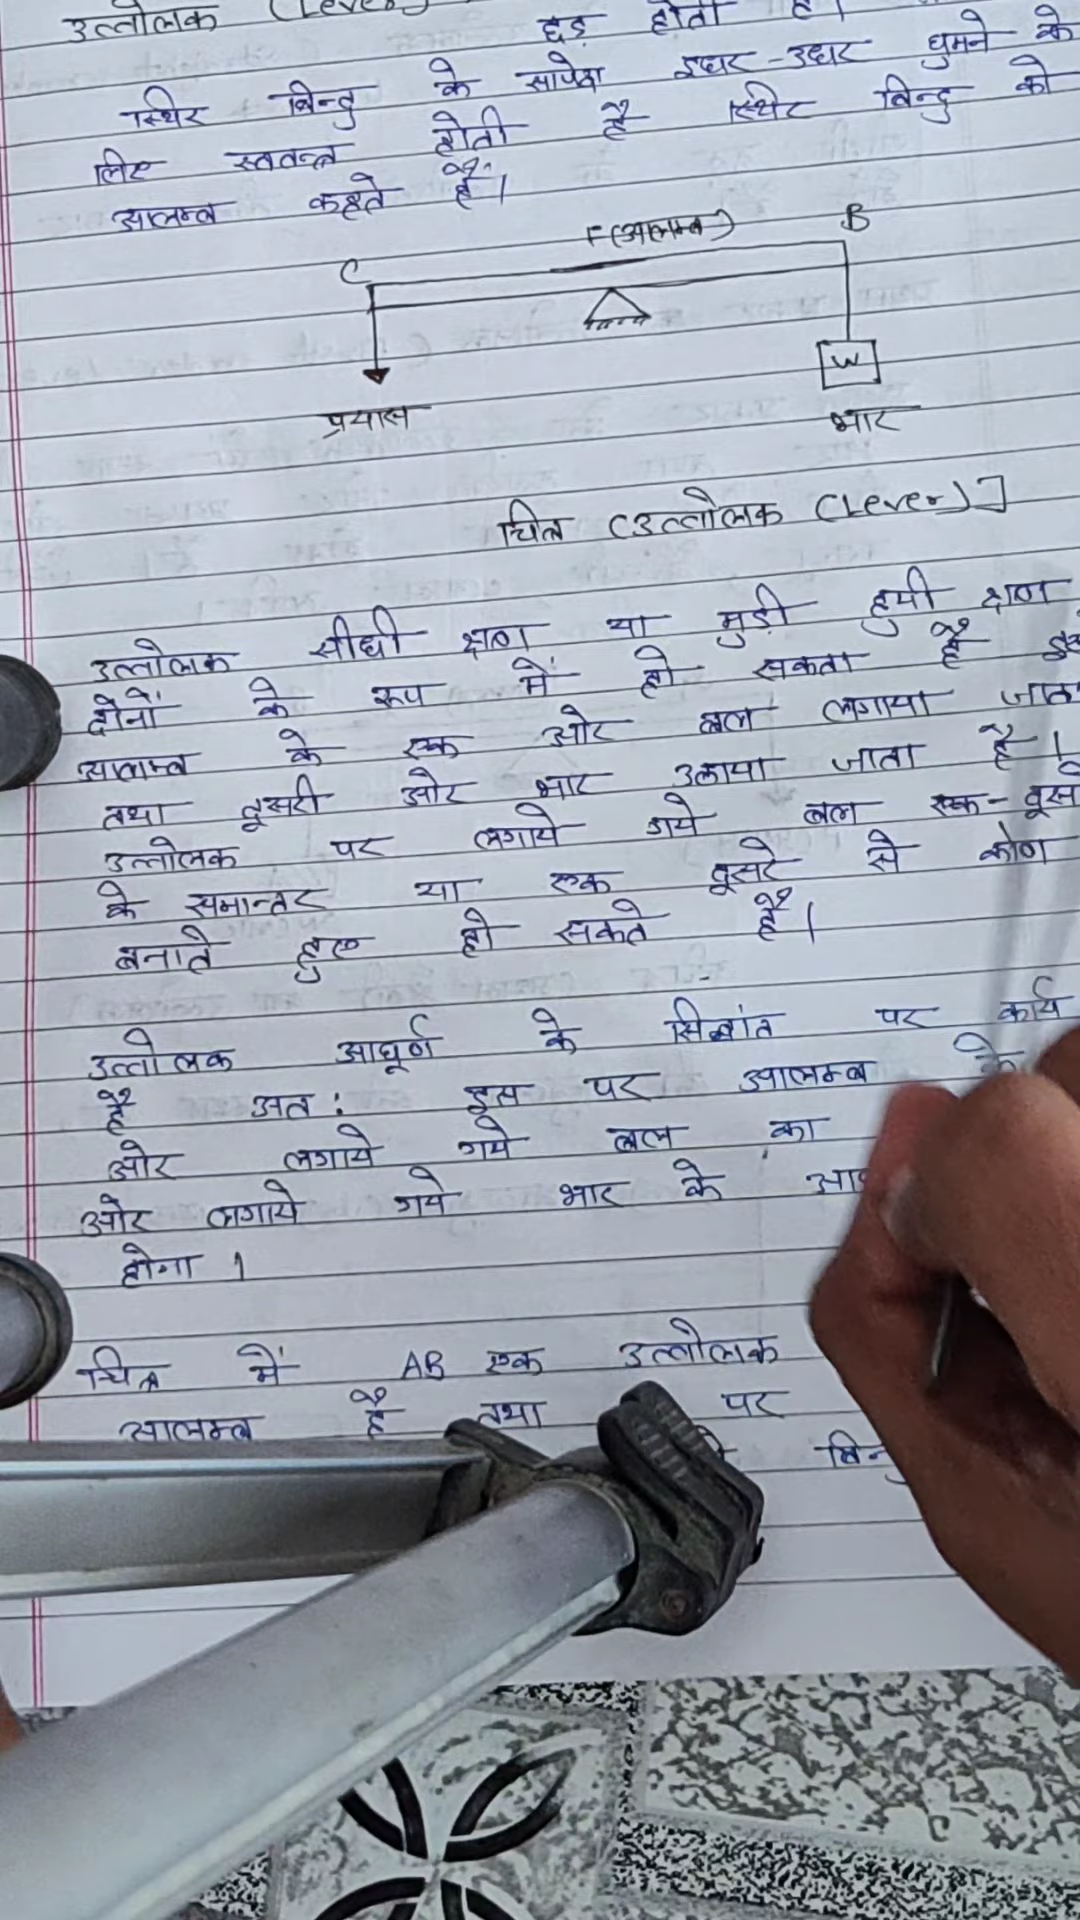 उत्तोलक (Lever)
छड़ होती है।
स्थिर बिन्दु के सापेक्ष इधर-उधर घुमने के
लिए स्वतन्त्र होती है स्थिर बिन्दु को
आलम्ब कहते हैं।
F(आलम्ब) B
C
W
प्रयास भार
चित्र (उत्तोलक (Lever)]
उत्तोलक सीधी या मुड़ी हुयी
दोनों के रूप में हो सकता है
आलम्ब के एक ओर बल लगाया
तथा दूसरी ओर भार उठाया जाता है।
उत्तोलक पर लगाये गये बल एक-
के समान्तर या एक दूसरे से कोण
बनाते हुए हो सकते हैं।
उत्तोलक आघूर्ण के सिद्धांत पर कार्य
है अत: इस पर आलम्ब के
ओर लगाये गये बल का
ओर लगाये गये भार के
होगा।
चित्र में AB एक उत्तोलक
आलम्ब है तथा पर